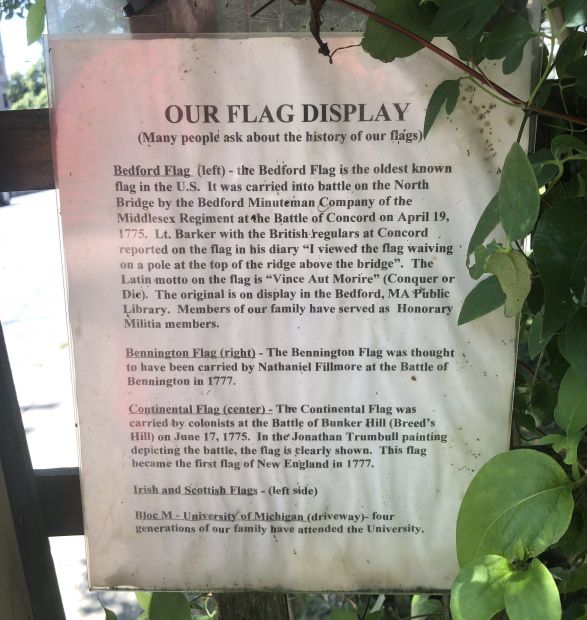 OUR FLAG DISPLAY
(Many people ask about the history of our flags)
Bedford Flag (left) - the Bedford Flag is the oldest known
flag in the U.S. It was carried into battle on the North
Bridge by the Bedford Minuteman Company of the
Middlesex Regiment at the Battle of Concord on April 19,
1775. Lt. Barker with the British regulars at Concord
reported on the flag in his diary “I viewed the flag waiving
on a pole at the top of the ridge above the bridge”. The
Latin motto on the flag is “Vince Aut Morire” (Conquer or
Die). The original is on display in the Bedford, MA Public
Library. Members of our family have served as Honorary
Militia members.
Bennington Flag (right) - The Bennington Flag was thought
to have been carried by Nathaniel Fillmore at the Battle of
Bennington in 1777.
Continental Flag (center) - The Continental Flag was
carried by colonists at the Battle of Bunker Hill (Breed's
Hill) on June 17, 1775. In the Jonathan Trumbull painting
depicting the battle, the flag is clearly shown. This flag
became the first flag of New England in 1777.
Irish and Scottish Flags - (left side)
Bloc M - University of Michigan (driveway)- four
generations of our family have attended the University.